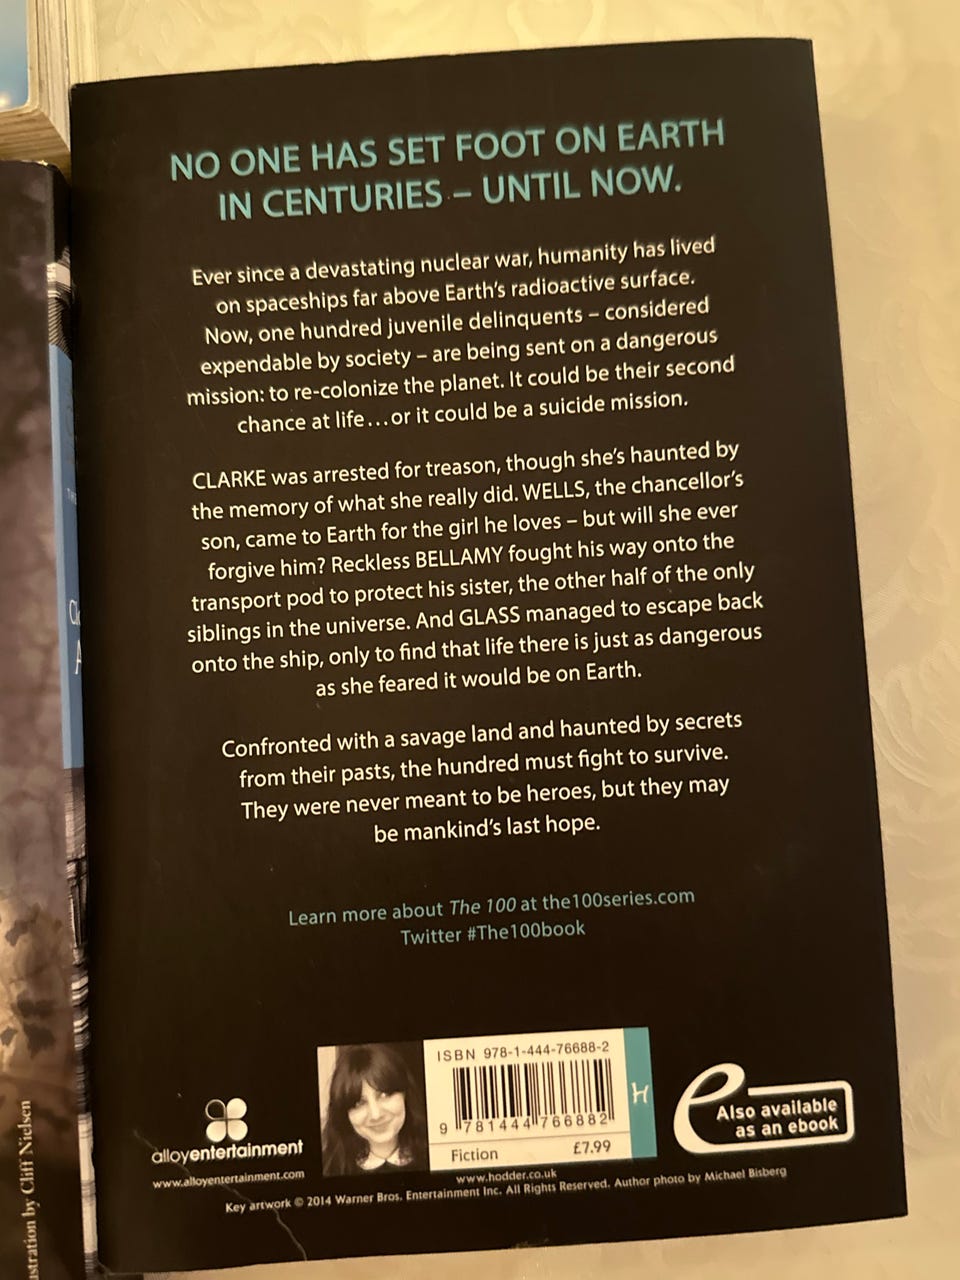 NO ONE HAS SET FOOT ON EARTH
IN CENTURIES – UNTIL NOW.
Ever since a devastating nuclear war, humanity has lived
on spaceships far above Earth's radioactive surface.
Now, one hundred juvenile delinquents – considered
expendable by society – are being sent on a dangerous
mission: to re-colonize the planet. It could be their second
chance at life...or it could be a suicide mission.
CLARKE was arrested for treason, though she's haunted by
the memory of what she really did. WELLS, the chancellor's
son, came to Earth for the girl he loves – but will she ever
forgive him? Reckless BELLAMY fought his way onto the
transport pod to protect his sister, the other half of the only
siblings in the universe. And GLASS managed to escape back
onto the ship, only to find that life there is just as dangerous
as she feared it would be on Earth.
Confronted with a savage land and haunted by secrets
from their pasts, the hundred must fight to survive.
They were never meant to be heroes, but they may
be mankind's last hope.
Learn more about The 100 at the100series.com
Twitter #The100book
alloyentertainment
www.alloyentertainment.com
ISBN 978-1-444-76688-2
9 781444 766882
Fiction £7.99
H
Also available
as an ebook
www.hodder.co.uk
Key artwork © 2014 Warner Bros. Entertainment Inc. All Rights Reserved. Author photo by Michael Bisberg
stration by Cliff Nielsen